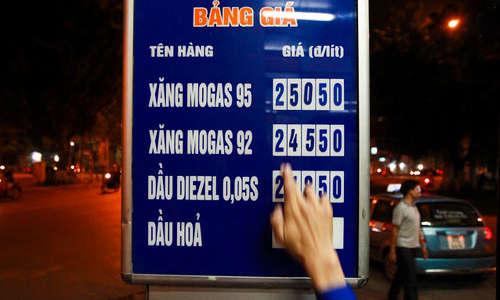 BẢNG GIÁ
TÊN HÀNG GIÁ (đ/lít)
XĂNG MOGAS 95 25050
XĂNG MOGAS 92 24550
DẦU DIEZEL 0,05S
DẦU HOẢ